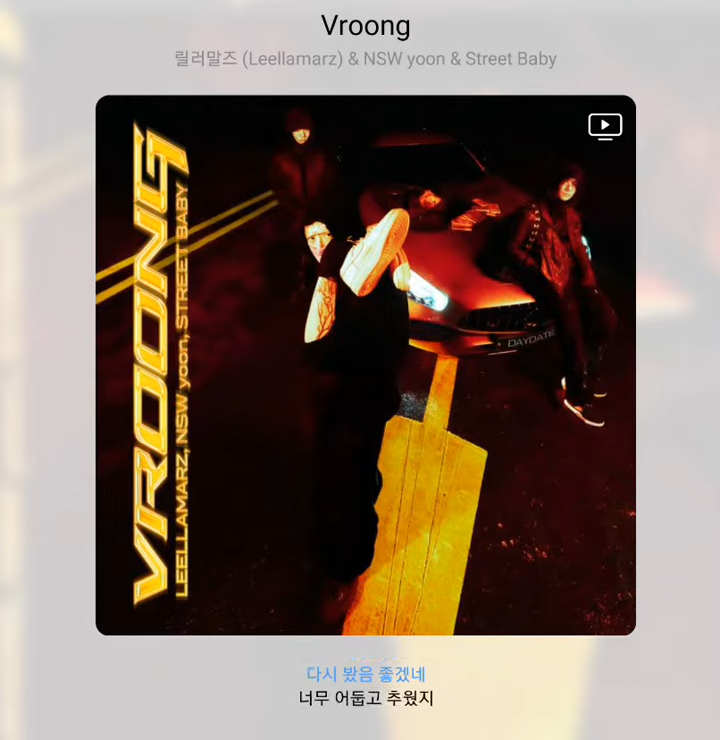 Vroong
릴러말즈 (Leellamarz) & NSW yoon & Street Baby
VROONG
LEELLAMARZ, NSW yoon, STREET BABY
DAYDATE
다시 봤음 좋겠네
너무 어둡고 추웠지